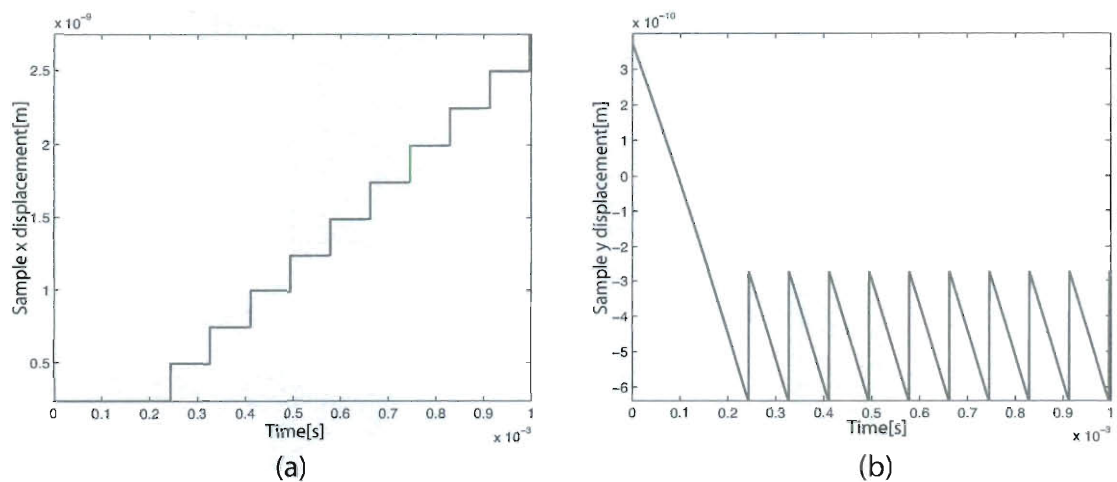 x 10⁻⁹
2.5
2
1.5
1
0.5
Sample x displacement[m]
0 0.1 0.2 0.3 0.4 0.5 0.6 0.7 0.8 0.9 1
Time[s]
x 10⁻³
(a)
x 10⁻¹⁰
3
2
1
0
−1
−2
−3
−4
−5
−6
Sample y displacement[m]
0 0.1 0.2 0.3 0.4 0.5 0.6 0.7 0.8 0.9 1
Time[s]
x 10⁻³
(b)